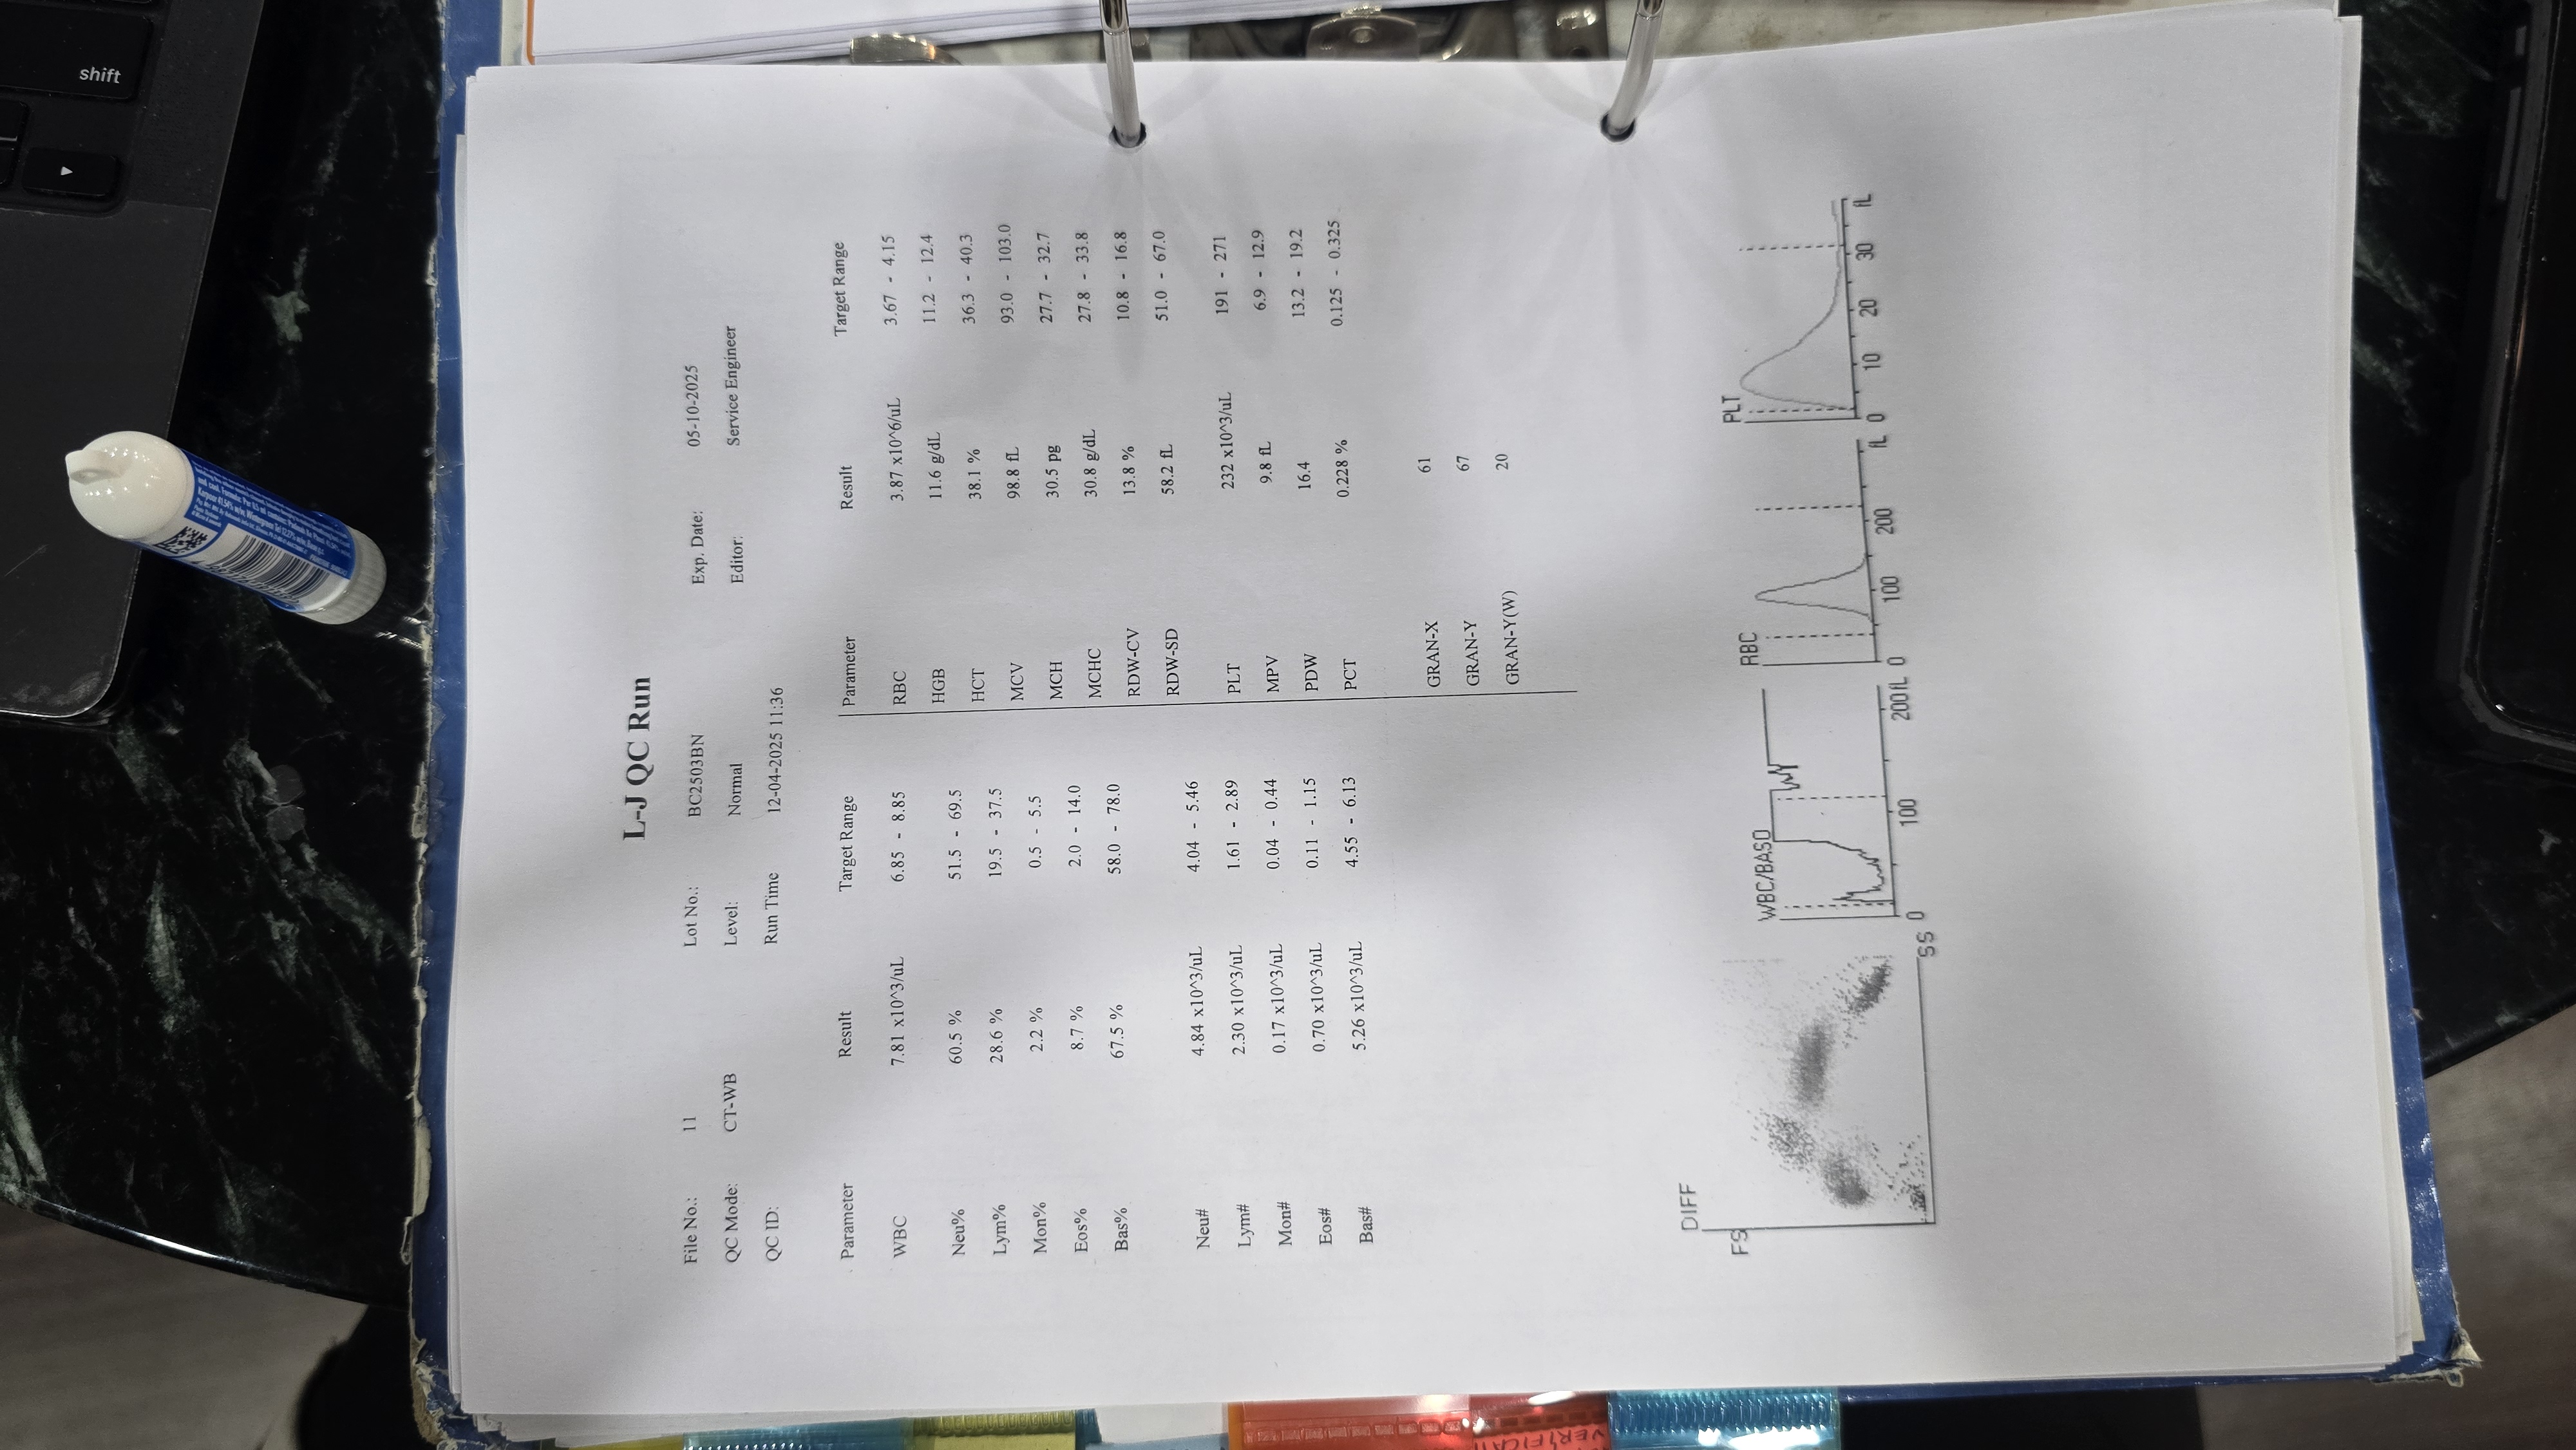 shift
L-J QC Run
File No.: 11 Lot No.: BC2503BN Exp. Date: 05-10-2025
QC Mode: CT-WB Level: Normal Editor: Service Engineer
QC ID: Run Time 12-04-2025 11:36
Parameter Result Target Range
WBC 7.81 x10^3/uL 6.85 - 8.85
Neu% 60.5 % 51.5 - 69.5
Lym% 28.6 % 19.5 - 37.5
Mon% 2.2 % 0.5 - 5.5
Eos% 8.7 % 2.0 - 14.0
Bas% 67.5 % 58.0 - 78.0
Neu# 4.84 x10^3/uL 4.04 - 5.46
Lym# 2.30 x10^3/uL 1.61 - 2.89
Mon# 0.17 x10^3/uL 0.04 - 0.44
Eos# 0.70 x10^3/uL 0.11 - 1.15
Bas# 5.26 x10^3/uL 4.55 - 6.13
Parameter Result Target Range
RBC 3.87 x10^6/uL 3.67 - 4.15
HGB 11.6 g/dL 11.2 - 12.4
HCT 38.1 % 36.3 - 40.3
MCV 98.8 fL 93.0 - 103.0
MCH 30.5 pg 27.7 - 32.7
MCHC 30.8 g/dL 27.8 - 33.8
RDW-CV 13.8 % 10.8 - 16.8
RDW-SD 58.2 fL 51.0 - 67.0
PLT 232 x10^3/uL 191 - 271
MPV 9.8 fL 6.9 - 12.9
PDW 16.4 13.2 - 19.2
PCT 0.228 % 0.125 - 0.325
GRAN-X 61
GRAN-Y 67
GRAN-Y(W) 20
DIFF
FS
SS
WBC/BASO
0 100 200fL
RBC
0 100 200 fL
PLT
0 10 20 30 fL